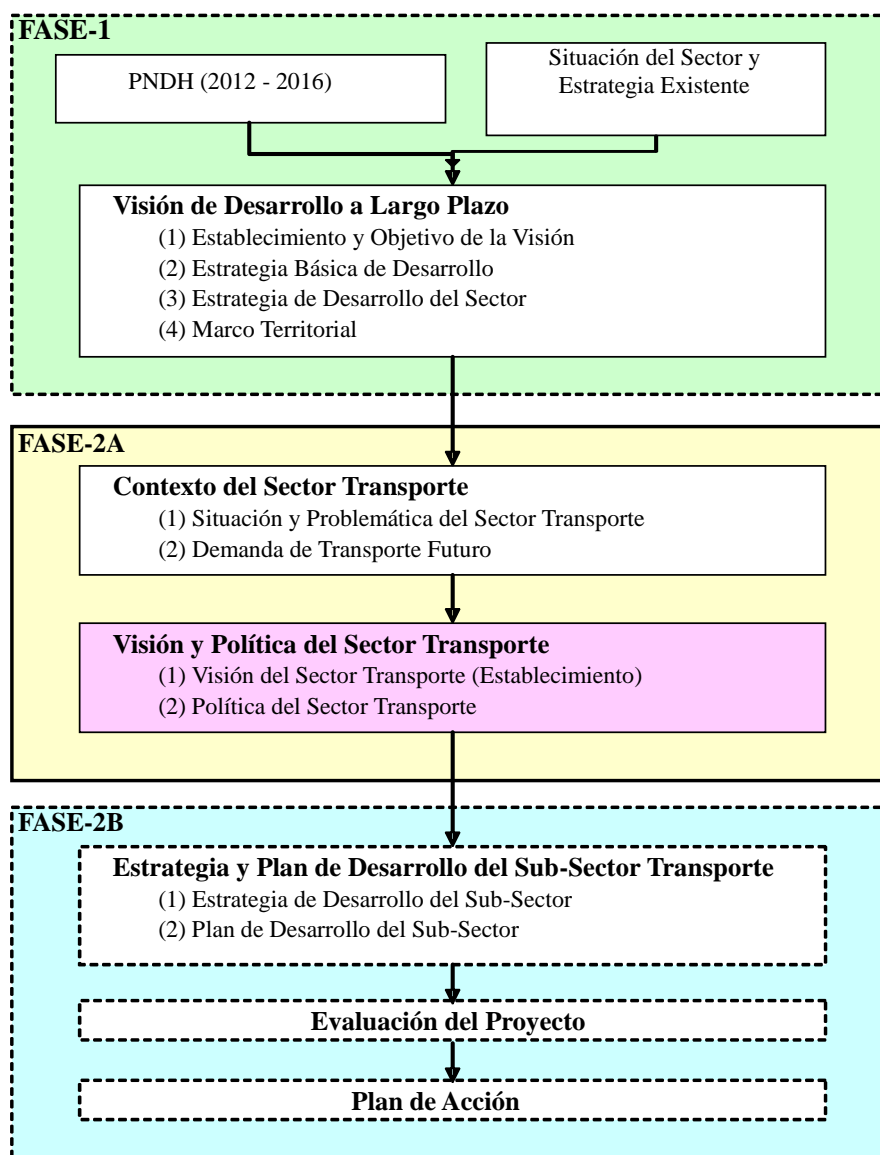 FASE-1
PNDH (2012 - 2016)
Situación del Sector y
Estrategia Existente
Visión de Desarrollo a Largo Plazo
(1) Establecimiento y Objetivo de la Visión
(2) Estrategia Básica de Desarrollo
(3) Estrategia de Desarrollo del Sector
(4) Marco Territorial
FASE-2A
Contexto del Sector Transporte
(1) Situación y Problemática del Sector Transporte
(2) Demanda de Transporte Futuro
Visión y Política del Sector Transporte
(1) Visión del Sector Transporte (Establecimiento)
(2) Política del Sector Transporte
FASE-2B
Estrategia y Plan de Desarrollo del Sub-Sector Transporte
(1) Estrategia de Desarrollo del Sub-Sector
(2) Plan de Desarrollo del Sub-Sector
Evaluación del Proyecto
Plan de Acción